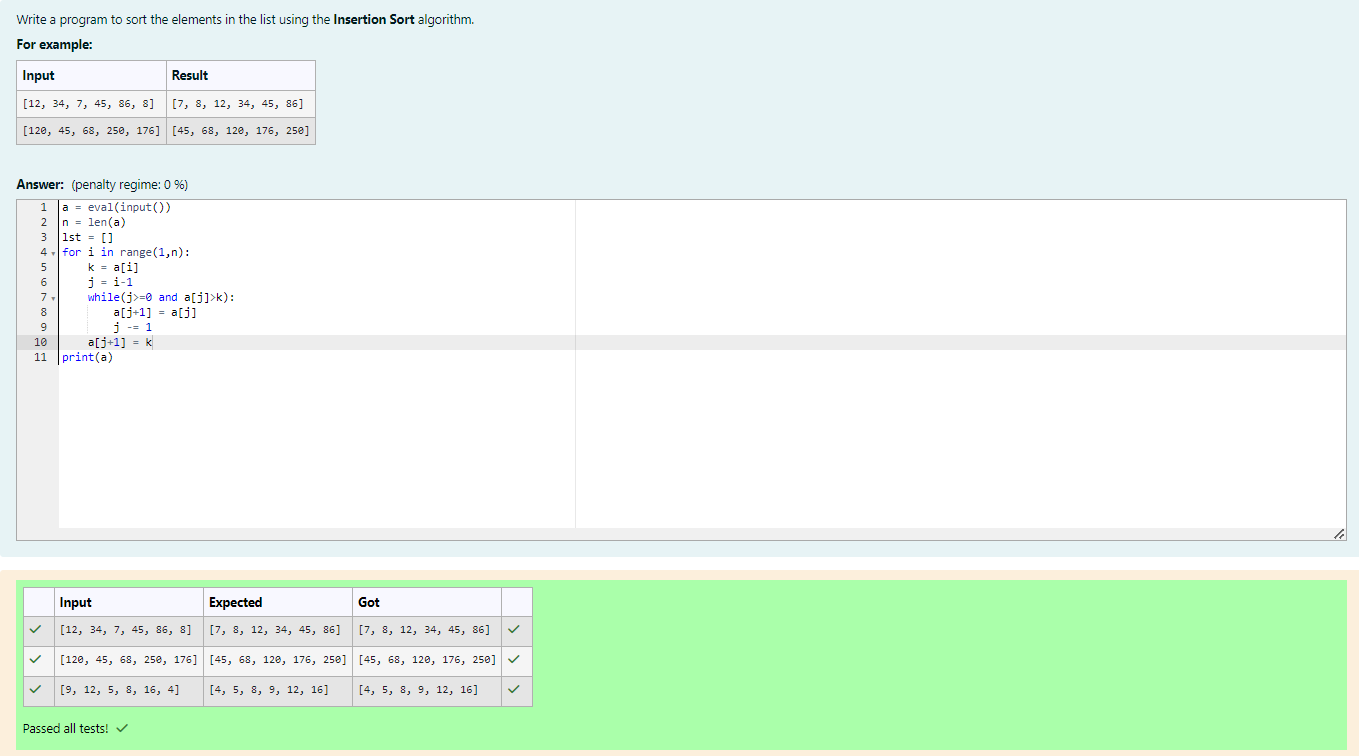 Write a program to sort the elements in the list using the Insertion Sort algorithm.
For example:
Input Result
[12, 34, 7, 45, 86, 8] [7, 8, 12, 34, 45, 86]
[120, 45, 68, 250, 176] [45, 68, 120, 176, 250]
Answer: (penalty regime: 0 %)
1 a = eval(input())
2 n = len(a)
3 lst = []
4 for i in range(1,n):
5 k = a[i]
6 j = i-1
7 while(j>=0 and a[j]>k):
8 a[j+1] = a[j]
9 j -= 1
10 a[j+1] = k
11 print(a)
Input Expected Got
[12, 34, 7, 45, 86, 8] [7, 8, 12, 34, 45, 86] [7, 8, 12, 34, 45, 86]
[120, 45, 68, 250, 176] [45, 68, 120, 176, 250] [45, 68, 120, 176, 250]
[9, 12, 5, 8, 16, 4] [4, 5, 8, 9, 12, 16] [4, 5, 8, 9, 12, 16]
Passed all tests!